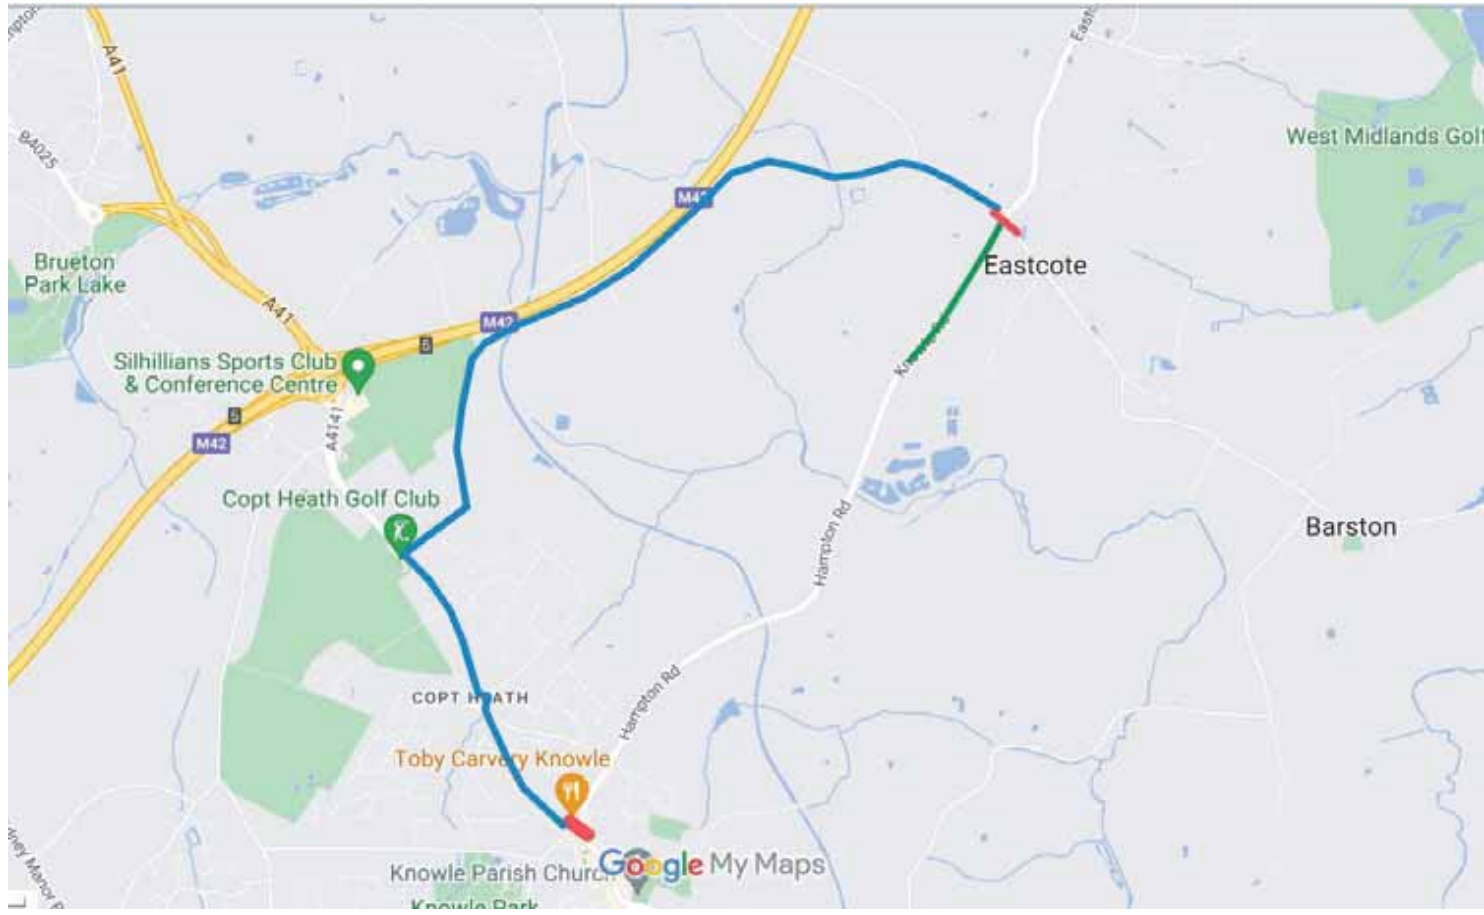 A41
Eastc
B4025
West Midlands Golf
M42
Brueton
Park Lake
Eastcote
A41
M42
5
Silhillians Sports Club
& Conference Centre
5
M42
A4141
Copt Heath Golf Club
Barston
Hampton Rd
Hampton Rd
COPT HEATH
Toby Carvery Knowle
Knowle Parish Church
Google My Maps
Knowle Park